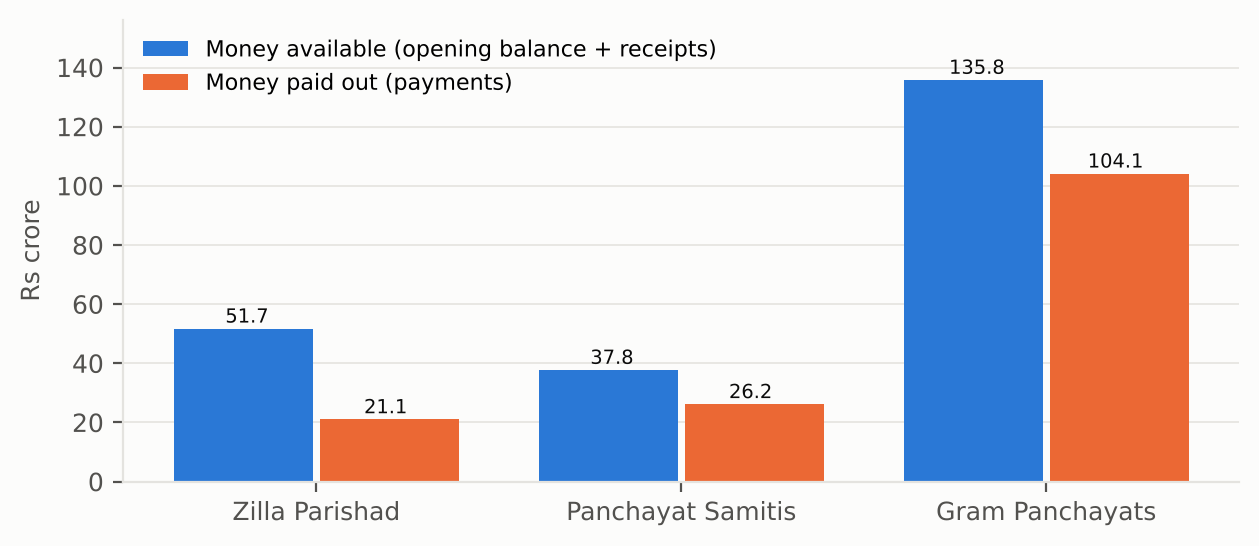 Money available (opening balance + receipts)
Money paid out (payments)
Rs crore
140
120
100
80
60
40
20
0
51.7
21.1
37.8
26.2
135.8
104.1
Zilla Parishad
Panchayat Samitis
Gram Panchayats